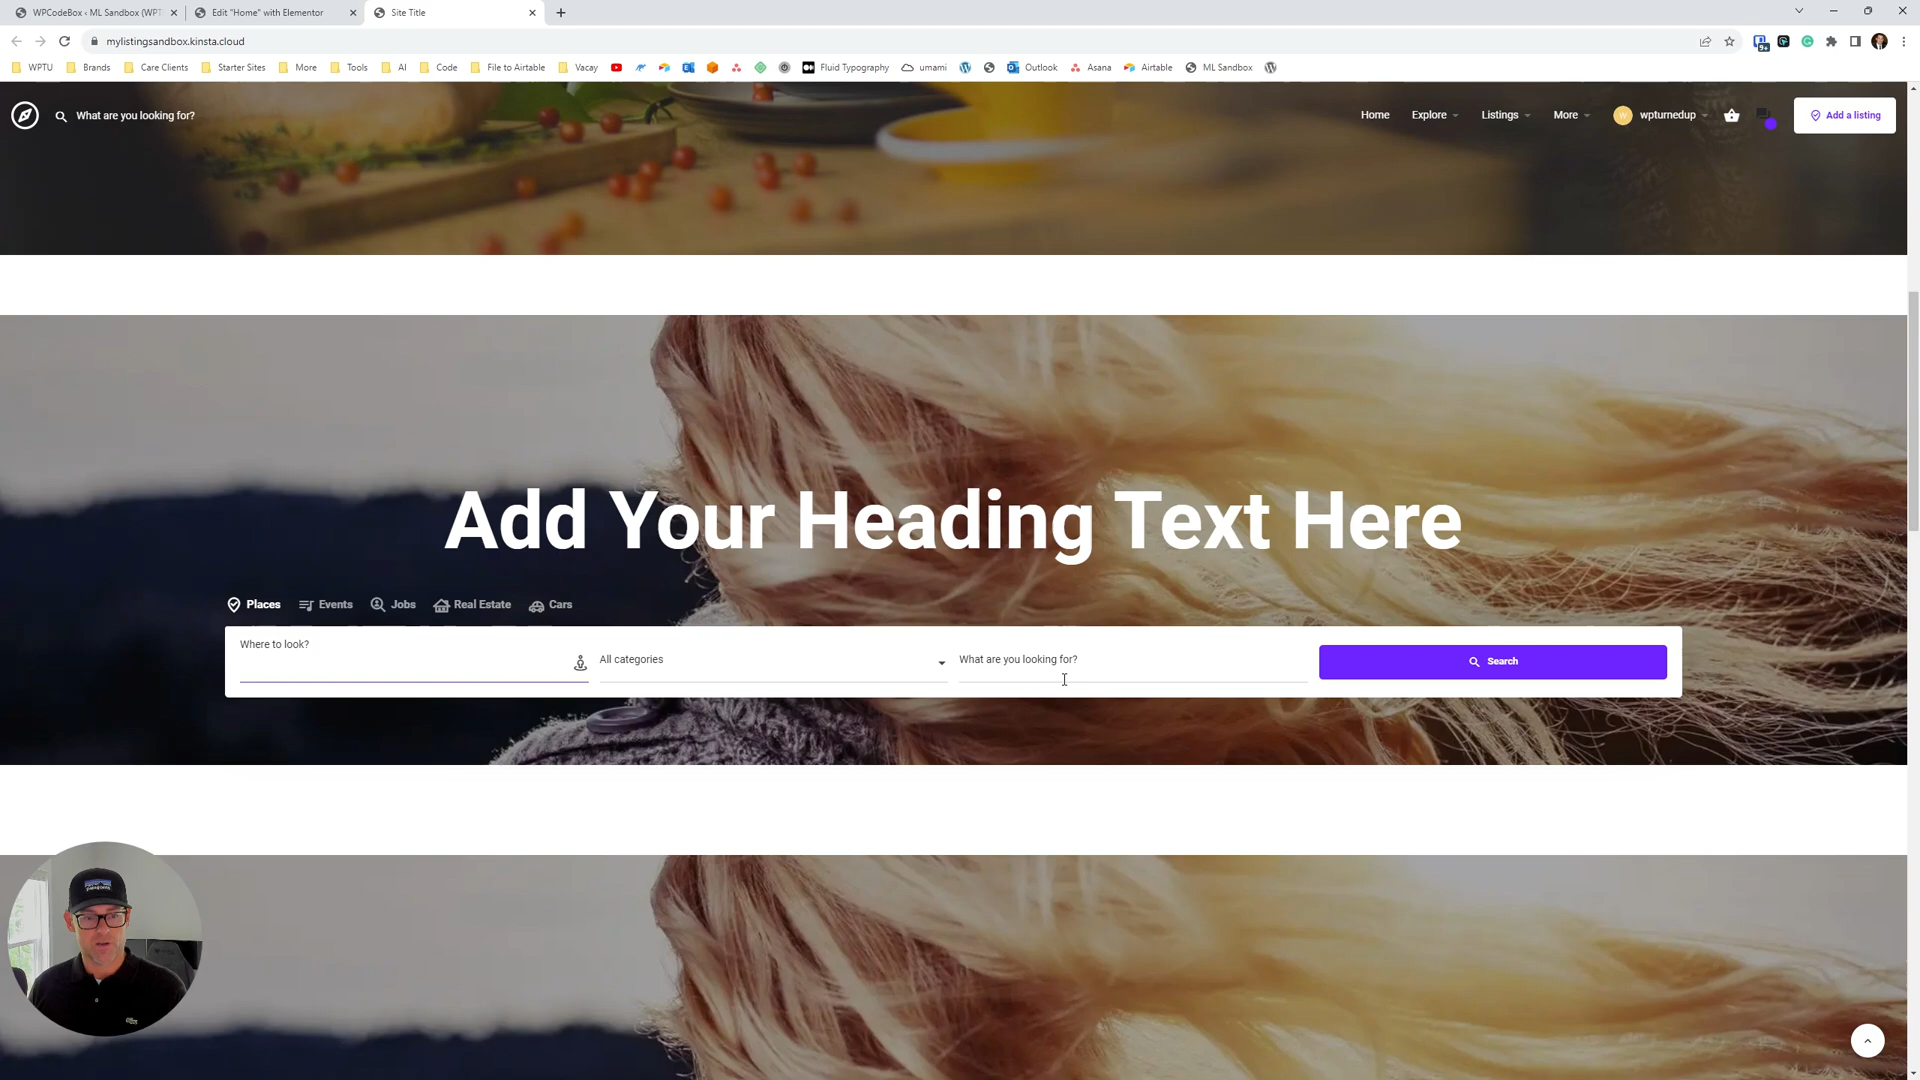 WPCodeBox ‹ ML Sandbox (WPT
Edit "Home" with Elementor
Site Title
mylistingsandbox.kinsta.cloud
9+
WPTU
Brands
Care Clients
Starter Sites
More
Tools
AI
Code
File to Airtable
Vacay
Fluid Typography
umami
Outlook
Asana
Airtable
ML Sandbox
What are you looking for?
Home
Explore
Listings
More
W
wpturnedup
Add a listing
Add Your Heading Text Here
Places
Events
Jobs
Real Estate
Cars
Where to look?
All categories
What are you looking for?
Search